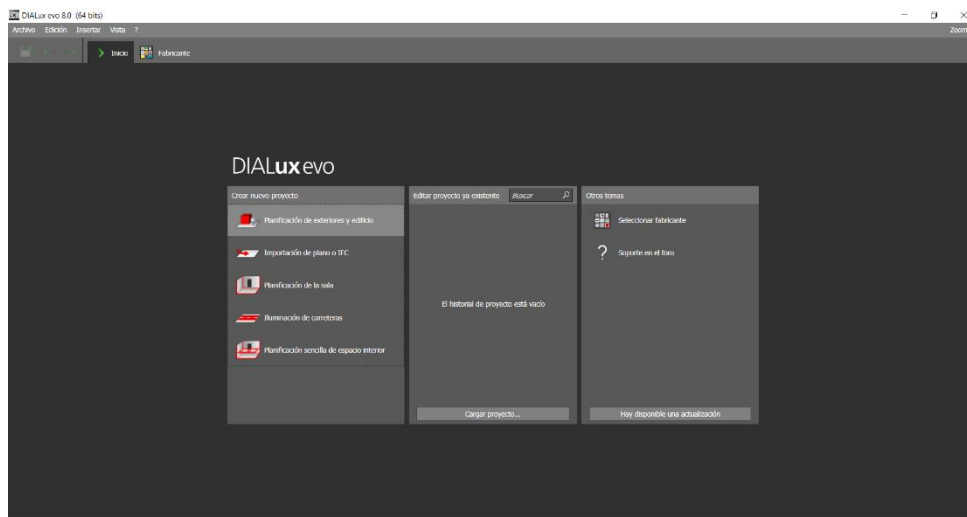 DIALux evo 8.0 (64 bits)
Archivo Edición Insertar Vista ?
Zoom
Inicio Fabricante
DIALux evo
Crear nuevo proyecto
Planificación de exteriores y edificio
Importación de plano o IFC
Planificación de la sala
Iluminación de carreteras
Planificación sencilla de espacio interior
Editar proyecto ya existente Buscar
El historial de proyecto está vacío
Cargar proyecto...
Otros temas
Seleccionar fabricante
? Soporte en el foro
Hay disponible una actualización